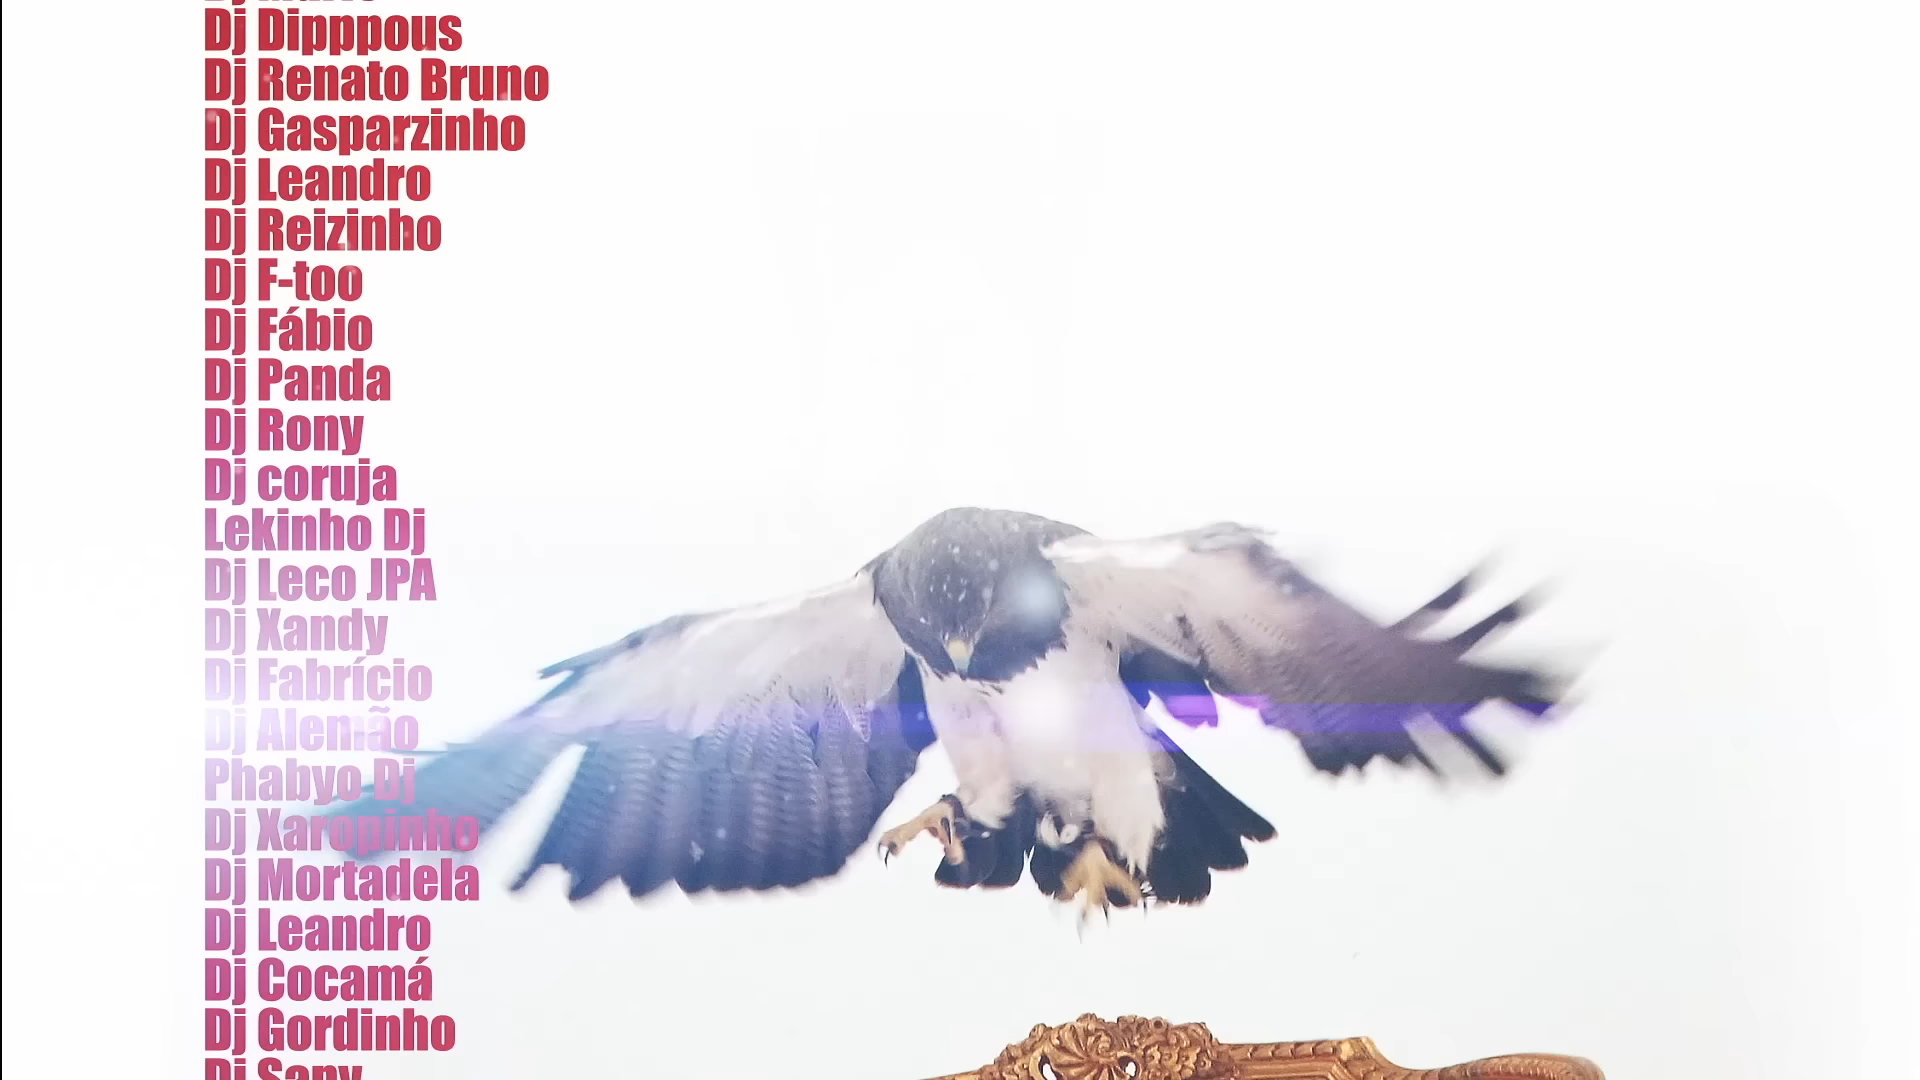 Dj Dipppous
Dj Renato Bruno
Dj Gasparzinho
Dj Leandro
Dj Reizinho
Dj F-too
Dj Fábio
Dj Panda
Dj Rony
Dj coruja
Lekinho Dj
Dj Leco JPA
Dj Xandy
Dj Fabrício
Dj Alemão
Phabyo Dj
Dj Xaropinho
Dj Mortadela
Dj Leandro
Dj Cocamá
Dj Gordinho
Dj